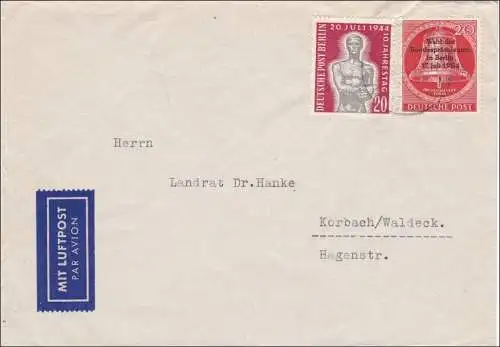 20 JULI 1944
10. JAHRESTAG
DEUTSCHE POST BERLIN
20
20
Wahl des
Bundespräsidenten
in Berlin
17. Juli 1954
DEUTSCHE POST
Herrn
Landrat Dr. Hanke
Korbach/Waldeck.
Hagenstr.
MIT LUFTPOST
PAR AVION